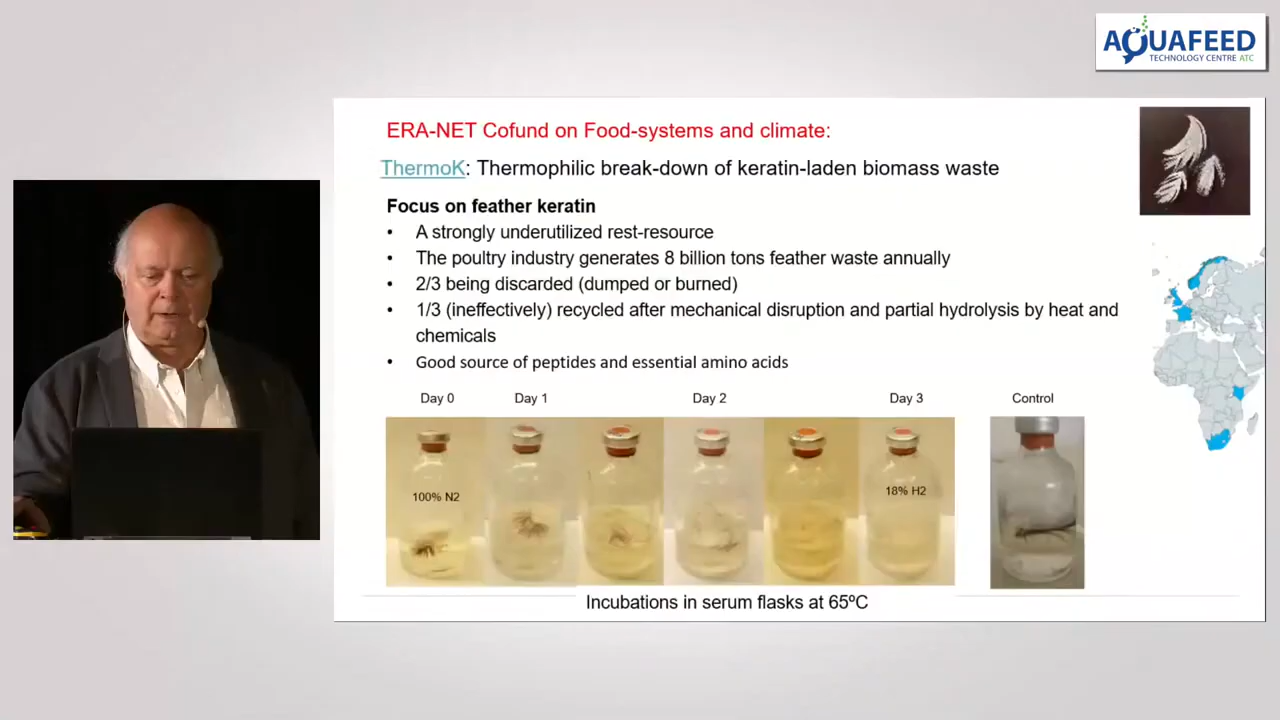 AQUAFEED
TECHNOLOGY CENTRE ATC
ERA-NET Cofund on Food-systems and climate:
ThermoK: Thermophilic break-down of keratin-laden biomass waste
Focus on feather keratin
• A strongly underutilized rest-resource
• The poultry industry generates 8 billion tons feather waste annually
• 2/3 being discarded (dumped or burned)
• 1/3 (ineffectively) recycled after mechanical disruption and partial hydrolysis by heat and
chemicals
• Good source of peptides and essential amino acids
Day 0 Day 1 Day 2 Day 3 Control
100% N2 18% H2
Incubations in serum flasks at 65ºC